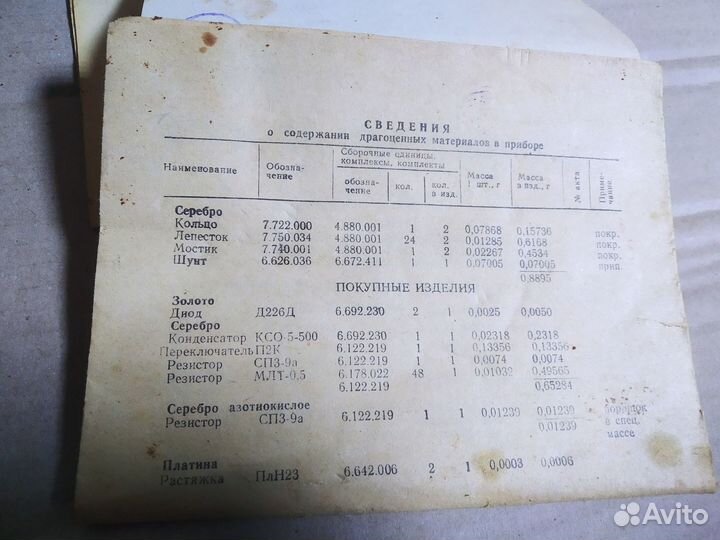 СВЕДЕНИЯ
о содержании драгоценных материалов в приборе
Наименование Обозначение Сборочные единицы, комплексы, комплекты Масса 1 шт., г Масса в изд., г № акта Примечание
обозначение кол. кол. в изд.
Серебро
Кольцо 7.722.000 4.880.001 1 2 0,07868 0,15736 покр.
Лепесток 7.750.034 4.880.001 24 2 0,01285 0,6168 покр.
Мостик 7.740.001 4.880.001 1 2 0,02267 0,4534 покр.
Шунт 6.626.036 6.672.411 1 1 0,07005 0,07005 прип.
0,8895
ПОКУПНЫЕ ИЗДЕЛИЯ
Золото
Диод Д226Д 6.692.230 2 1 0,0025 0,0050
Серебро
Конденсатор КСО-5-500 6.692.230 1 1 0,02318 0,2318
Переключатель П2К 6.122.219 1 1 0,13356 0,13356
Резистор СП3-9а 6.122.219 1 1 0,0074 0,0074
Резистор МЛТ-0,5 6.178.022 48 1 0,01032 0,49565
6.122.219 0,65284
Серебро азотнокислое
Резистор СП3-9а 6.122.219 1 1 0,01239 0,01239 порядок
0,01239 в спец.
массе
Платина
Растяжка ПлН23 6.642.006 2 1 0,0003 0,0006
Avito